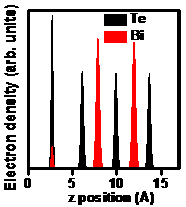 Te
Bi
Electron density (arb. units)
0 5 10 15
z position (A)